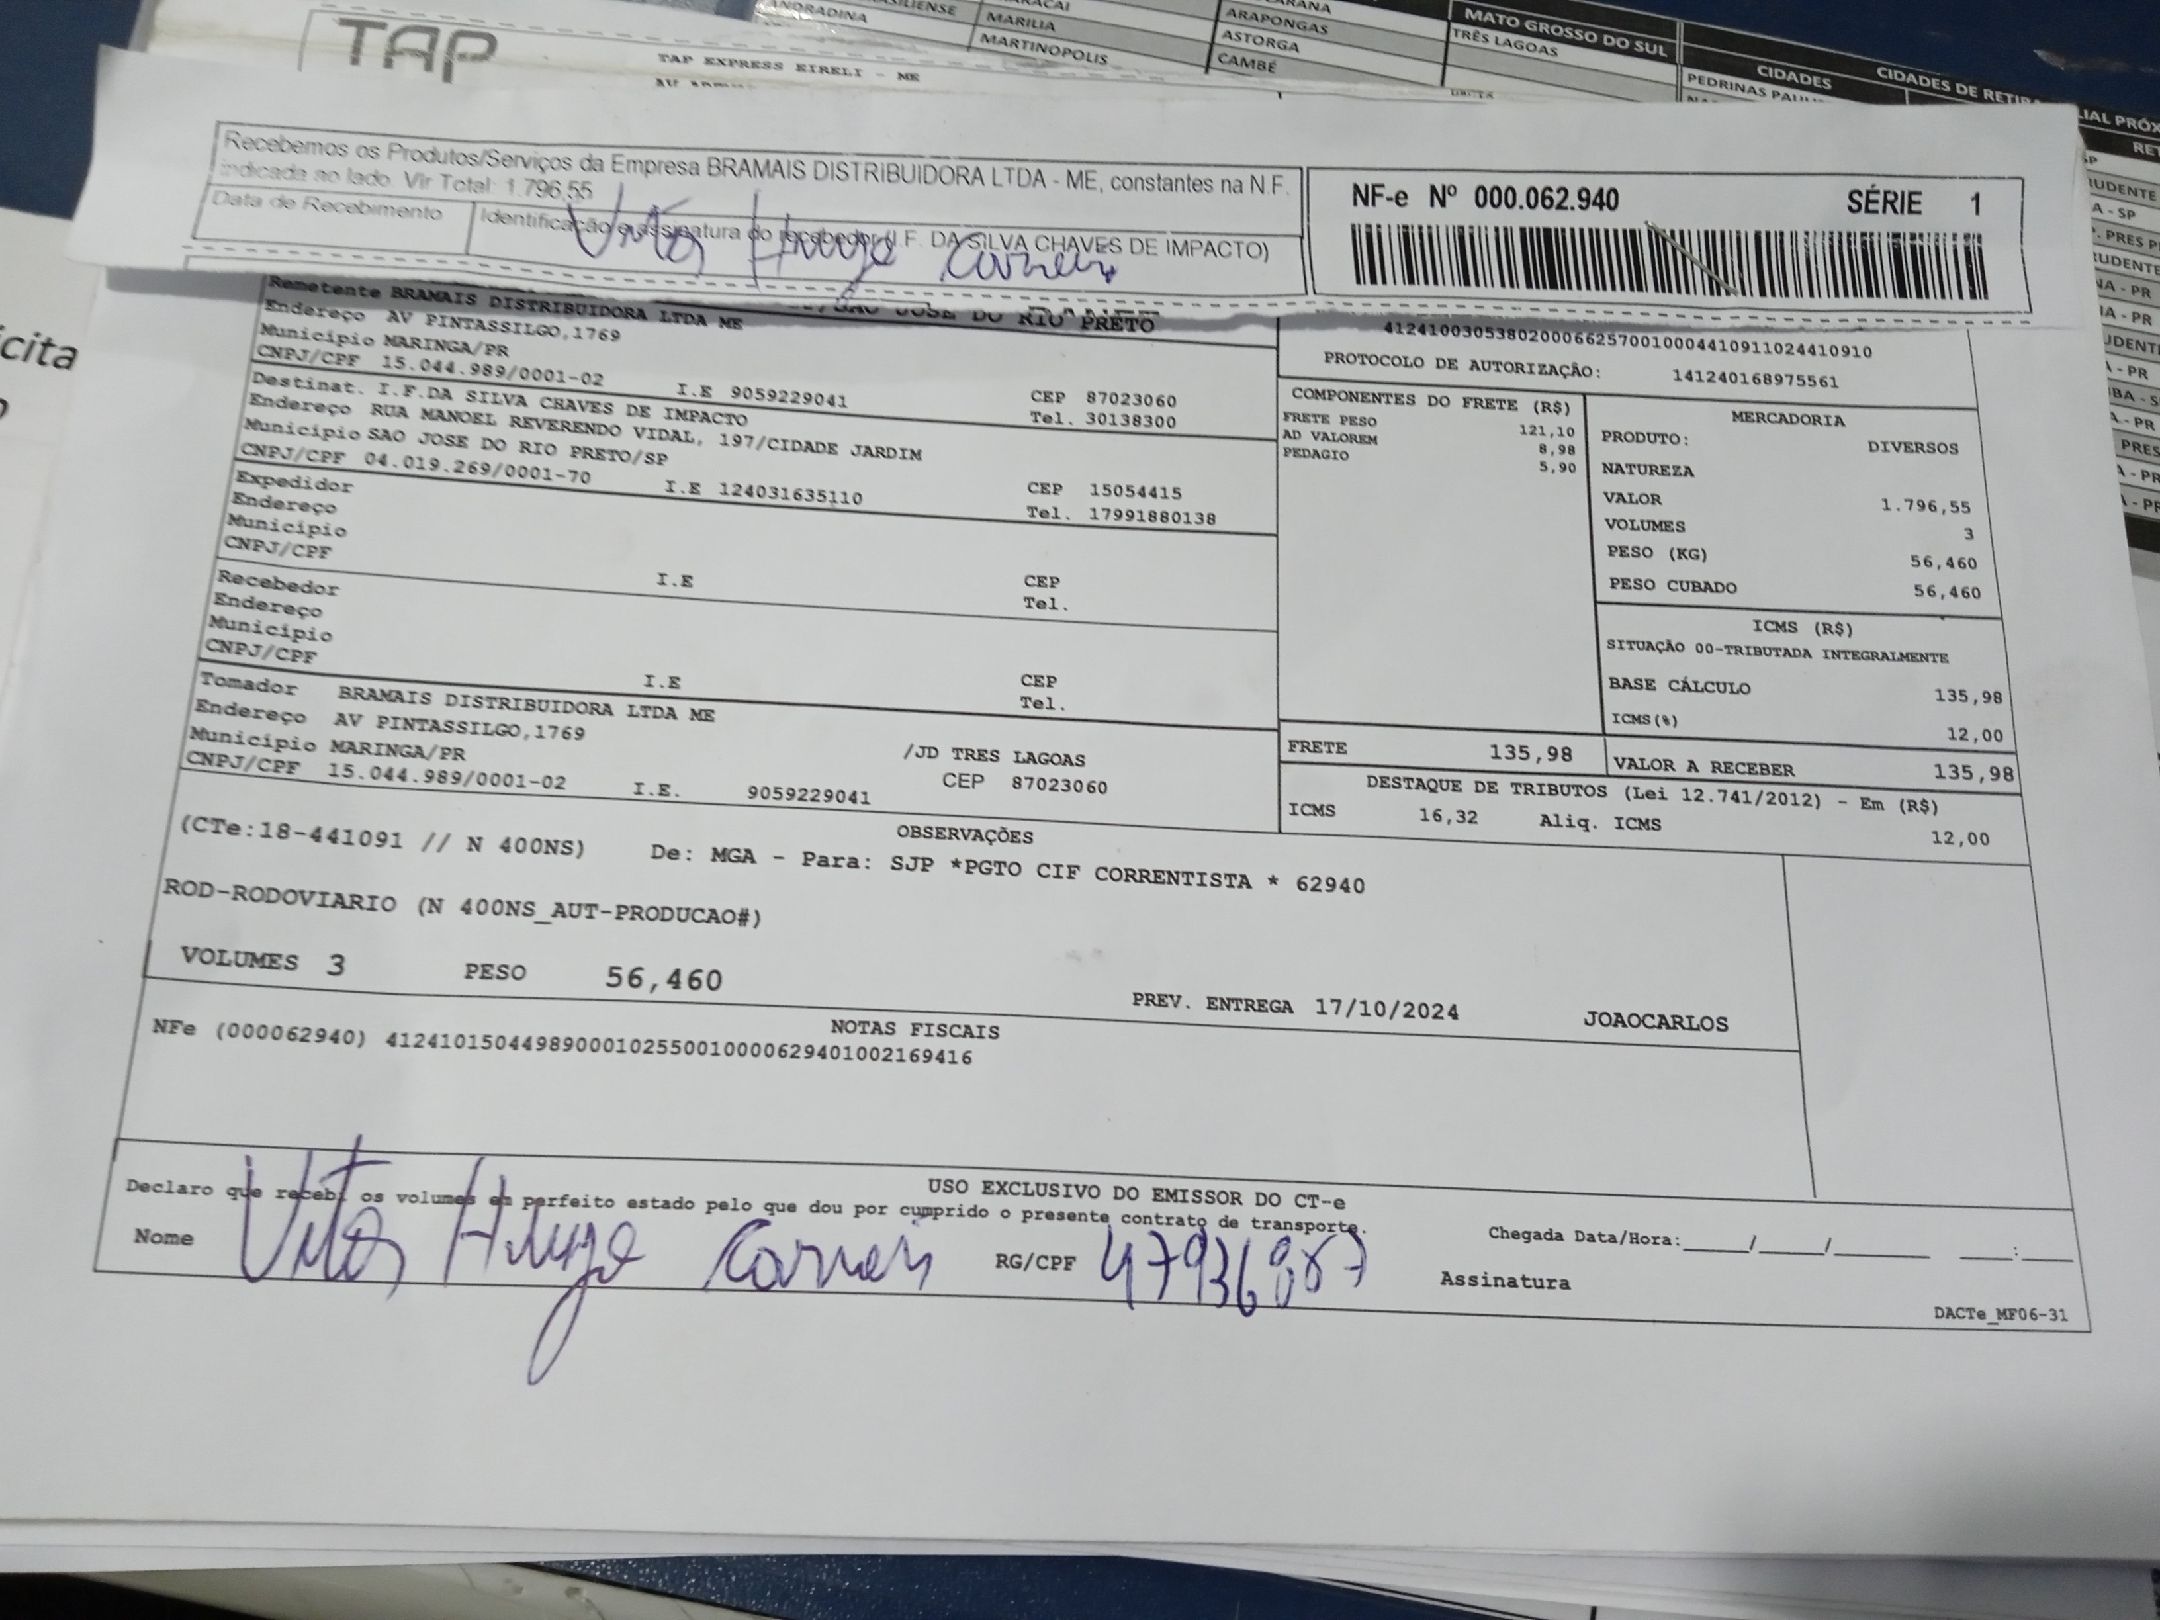 ANDRADINA
MARILIA
MARTINOPOLIS
ARAPONGAS
ASTORGA
CAMBÉ
MATO GROSSO DO SUL
TRÊS LAGOAS
CIDADES
CIDADES DE
TAP
TAP EXPRESS EIRELI - ME
Recebemos os Produtos/Serviços da Empresa BRAMAIS DISTRIBUIDORA LTDA - ME, constantes na N.F.
indicada ao lado. Vlr Total: 1.796,55
Data de Recebimento
Identificação e assinatura do recebedor (I.F. DA SILVA CHAVES DE IMPACTO)
Vitor Hugo
NF-e Nº 000.062.940 SÉRIE 1
SAO JOSE DO RIO PRETO
Remetente BRAMAIS DISTRIBUIDORA LTDA ME
Endereço AV PINTASSILGO,1769
Municipio MARINGA/PR
CNPJ/CPF 15.044.989/0001-02 I.E 9059229041 CEP 87023060
Tel. 30138300
Destinat. I.F.DA SILVA CHAVES DE IMPACTO
Endereço RUA MANOEL REVERENDO VIDAL, 197/CIDADE JARDIM
Municipio SAO JOSE DO RIO PRETO/SP
CNPJ/CPF 04.019.269/0001-70 I.E 124031635110 CEP 15054415
Tel. 17991880138
Expedidor
Endereço
Municipio
CNPJ/CPF I.E CEP
Tel.
Recebedor
Endereço
Municipio
CNPJ/CPF I.E CEP
Tel.
Tomador BRAMAIS DISTRIBUIDORA LTDA ME
Endereço AV PINTASSILGO,1769 /JD TRES LAGOAS
Municipio MARINGA/PR CEP 87023060
CNPJ/CPF 15.044.989/0001-02 I.E. 9059229041
41241003053802000662570010004410911024410910
PROTOCOLO DE AUTORIZAÇÃO: 141240168975561
COMPONENTES DO FRETE (R$)
FRETE PESO 121,10
AD VALOREM 8,98
PEDAGIO 5,90
MERCADORIA
PRODUTO: DIVERSOS
NATUREZA
VALOR 1.796,55
VOLUMES 3
PESO (KG) 56,460
PESO CUBADO 56,460
ICMS (R$)
SITUAÇÃO 00-TRIBUTADA INTEGRALMENTE
BASE CÁLCULO 135,98
ICMS(%) 12,00
FRETE 135,98
VALOR A RECEBER 135,98
DESTAQUE DE TRIBUTOS (Lei 12.741/2012) - Em (R$)
ICMS 16,32 Aliq. ICMS 12,00
OBSERVAÇÕES
(CTe:18-441091 // N 400NS) De: MGA - Para: SJP *PGTO CIF CORRENTISTA * 62940
ROD-RODOVIARIO (N 400NS_AUT-PRODUCAO#)
VOLUMES 3 PESO 56,460 PREV. ENTREGA 17/10/2024 JOAOCARLOS
NOTAS FISCAIS
NFe (000062940) 41241015044989000102550010000629401002169416
USO EXCLUSIVO DO EMISSOR DO CT-e
Declaro que recebi os volumes em perfeito estado pelo que dou por cumprido o presente contrato de transporte.
Nome Vitor Hugo RG/CPF
Chegada Data/Hora:_____/_____/_______ ____:____
Assinatura
DACTe_MF06-31